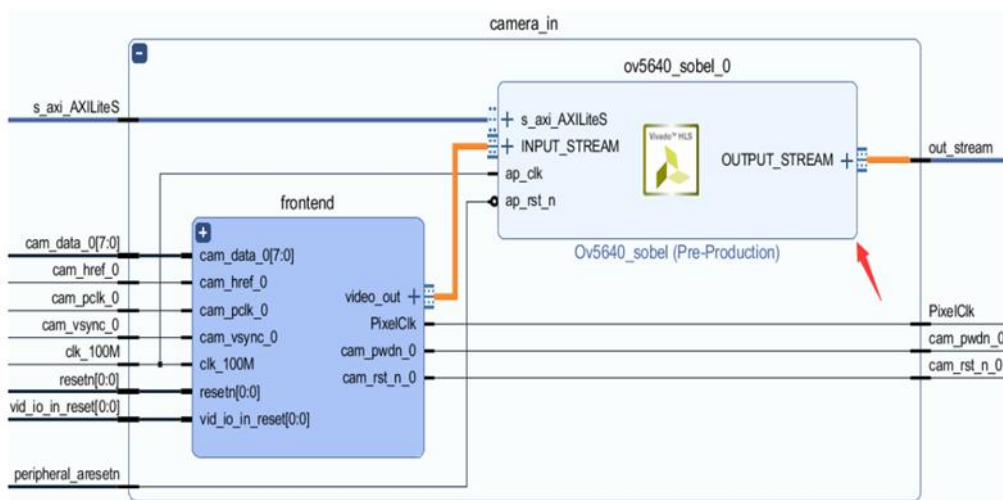 camera_in
ov5640_sobel_0
s_axi_AXILiteS
s_axi_AXILiteS
INPUT_STREAM
ap_clk
ap_rst_n
Vivado™ HLS
OUTPUT_STREAM
out_stream
Ov5640_sobel (Pre-Production)
frontend
cam_data_0[7:0]
cam_href_0
cam_pclk_0
cam_vsync_0
clk_100M
resetn[0:0]
vid_io_in_reset[0:0]
peripheral_aresetn
cam_data_0[7:0]
cam_href_0
cam_pclk_0
cam_vsync_0
clk_100M
resetn[0:0]
vid_io_in_reset[0:0]
video_out
PixelClk
cam_pwdn_0
cam_rst_n_0
PixelClk
cam_pwdn_0
cam_rst_n_0